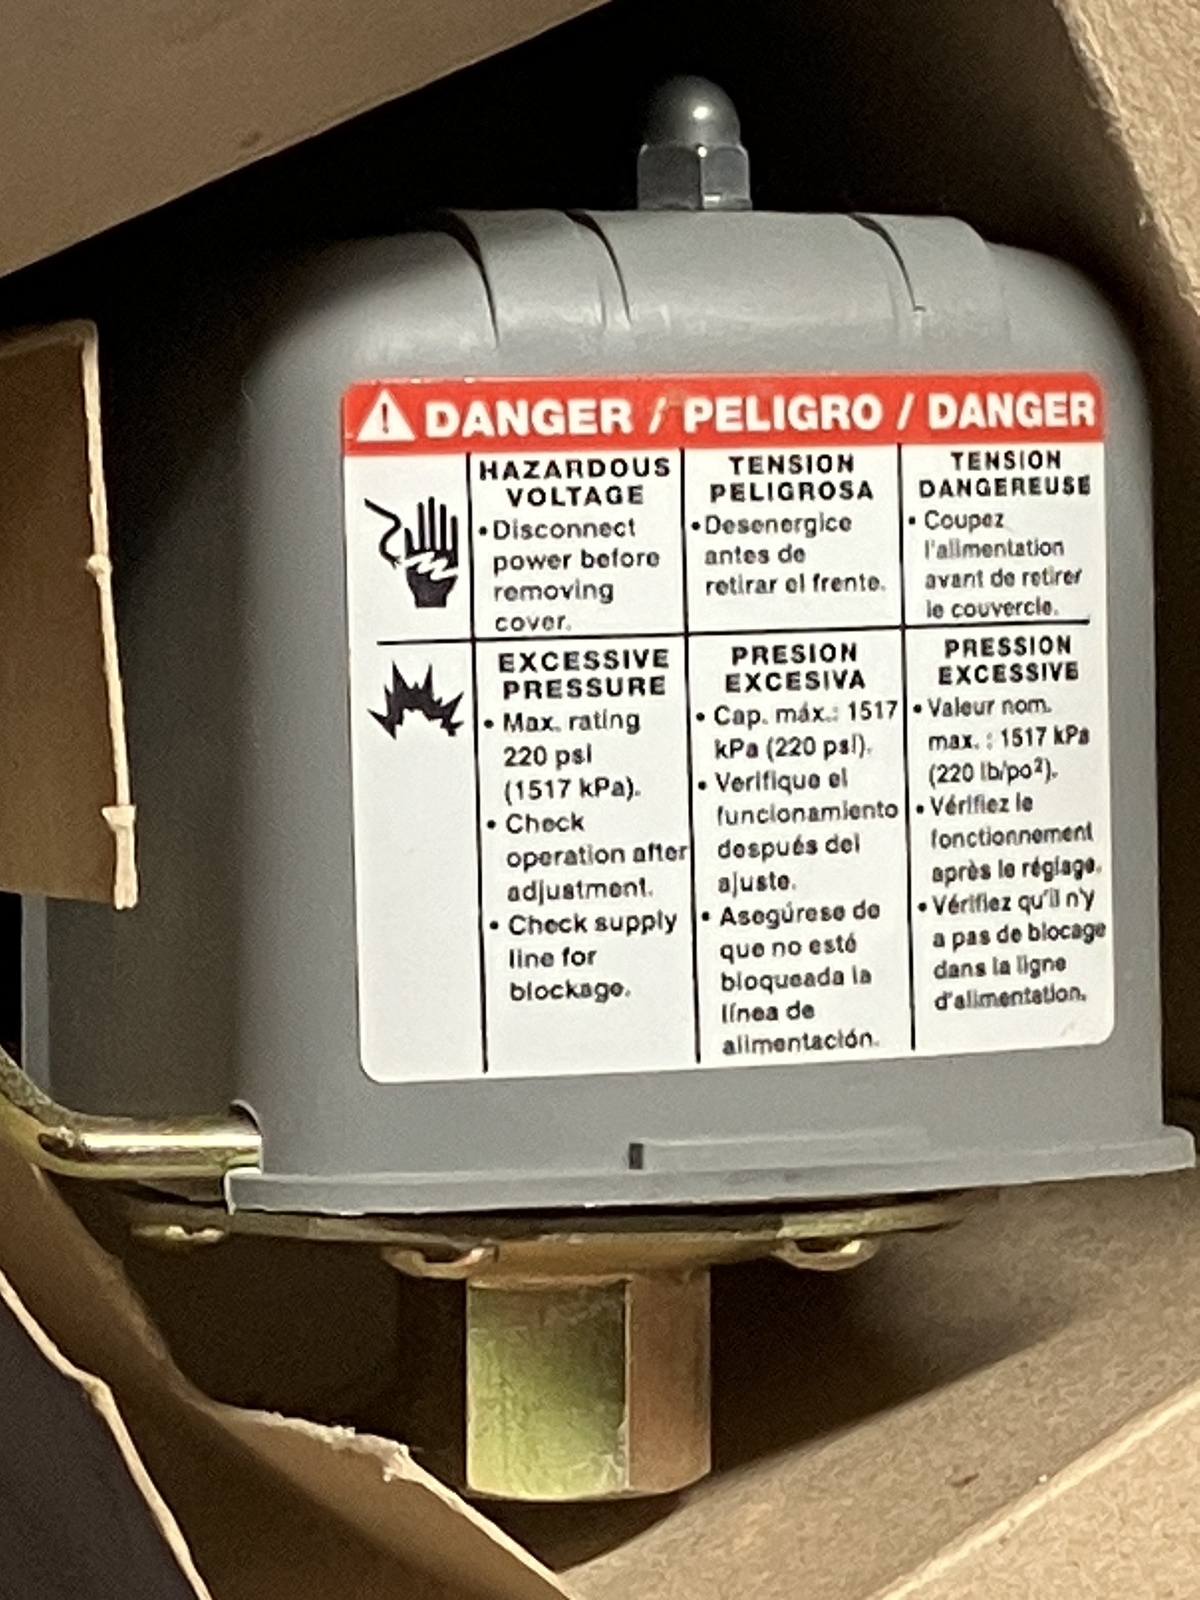 DANGER / PELIGRO / DANGER
HAZARDOUS
VOLTAGE
• Disconnect
power before
removing
cover.
TENSION
PELIGROSA
• Desenergice
antes de
retirar el frente.
TENSION
DANGEREUSE
• Coupez
l'alimentation
avant de retirer
le couvercle.
EXCESSIVE
PRESSURE
• Max. rating
220 psi
(1517 kPa).
• Check
operation after
adjustment.
• Check supply
line for
blockage.
PRESION
EXCESIVA
• Cap. máx.: 1517
kPa (220 psi).
• Verifique el
funcionamiento
después del
ajuste.
• Asegúrese de
que no esté
bloqueada la
línea de
alimentación.
PRESSION
EXCESSIVE
• Valeur nom.
max. : 1517 kPa
(220 lb/po²).
• Vérifiez le
fonctionnement
après le réglage.
• Vérifiez qu'il n'y
a pas de blocage
dans la ligne
d'alimentation.